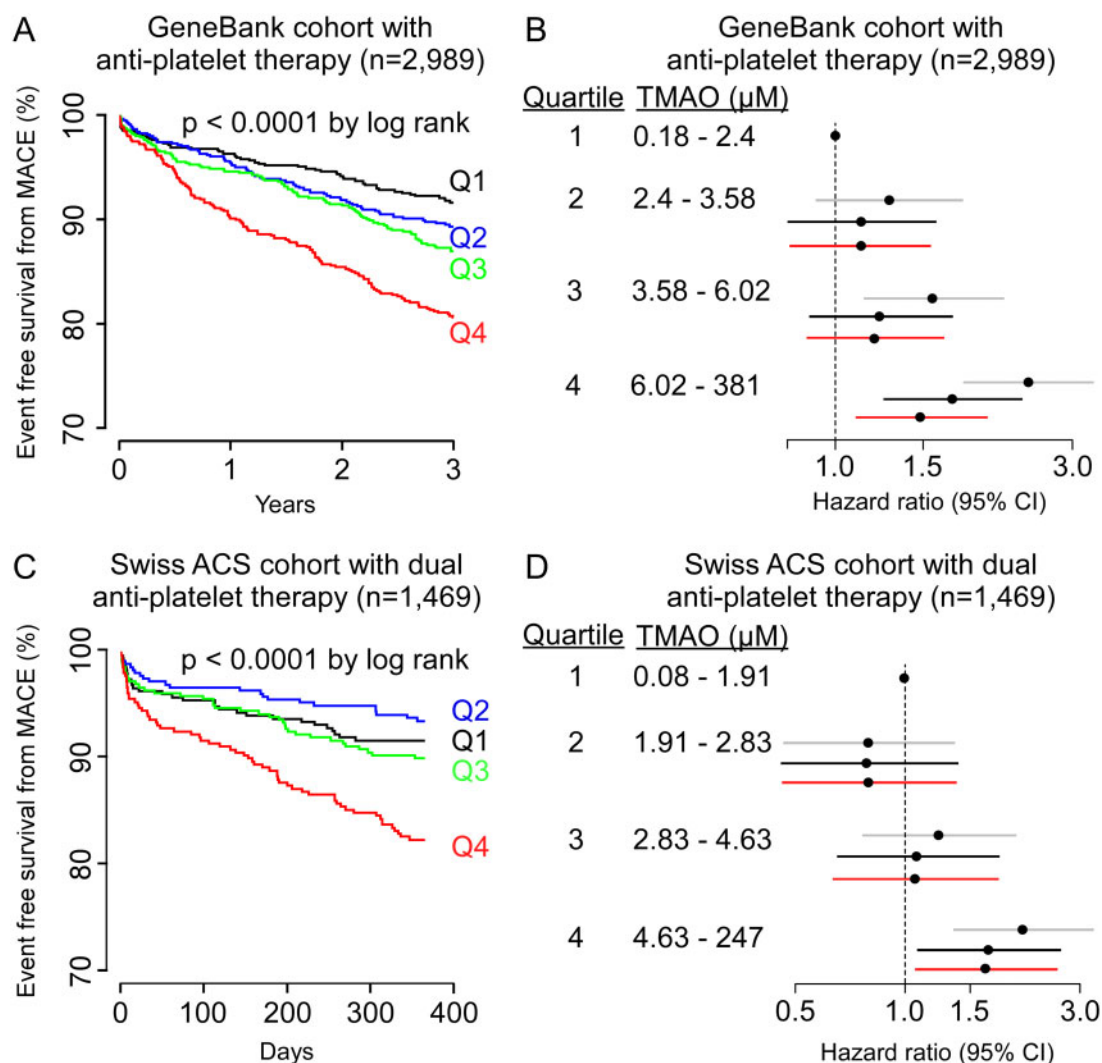 A
GeneBank cohort with
anti-platelet therapy (n=2,989)
Event free survival from MACE (%)
100
90
80
70
p < 0.0001 by log rank
Q1
Q2
Q3
Q4
0 1 2 3
Years
B
GeneBank cohort with
anti-platelet therapy (n=2,989)
Quartile TMAO (µM)
1 0.18 - 2.4
2 2.4 - 3.58
3 3.58 - 6.02
4 6.02 - 381
1.0 1.5 3.0
Hazard ratio (95% CI)
C
Swiss ACS cohort with dual
anti-platelet therapy (n=1,469)
Event free survival from MACE (%)
100
90
80
70
p < 0.0001 by log rank
Q2
Q1
Q3
Q4
0 100 200 300 400
Days
D
Swiss ACS cohort with dual
anti-platelet therapy (n=1,469)
Quartile TMAO (µM)
1 0.08 - 1.91
2 1.91 - 2.83
3 2.83 - 4.63
4 4.63 - 247
0.5 1.0 1.5 3.0
Hazard ratio (95% CI)